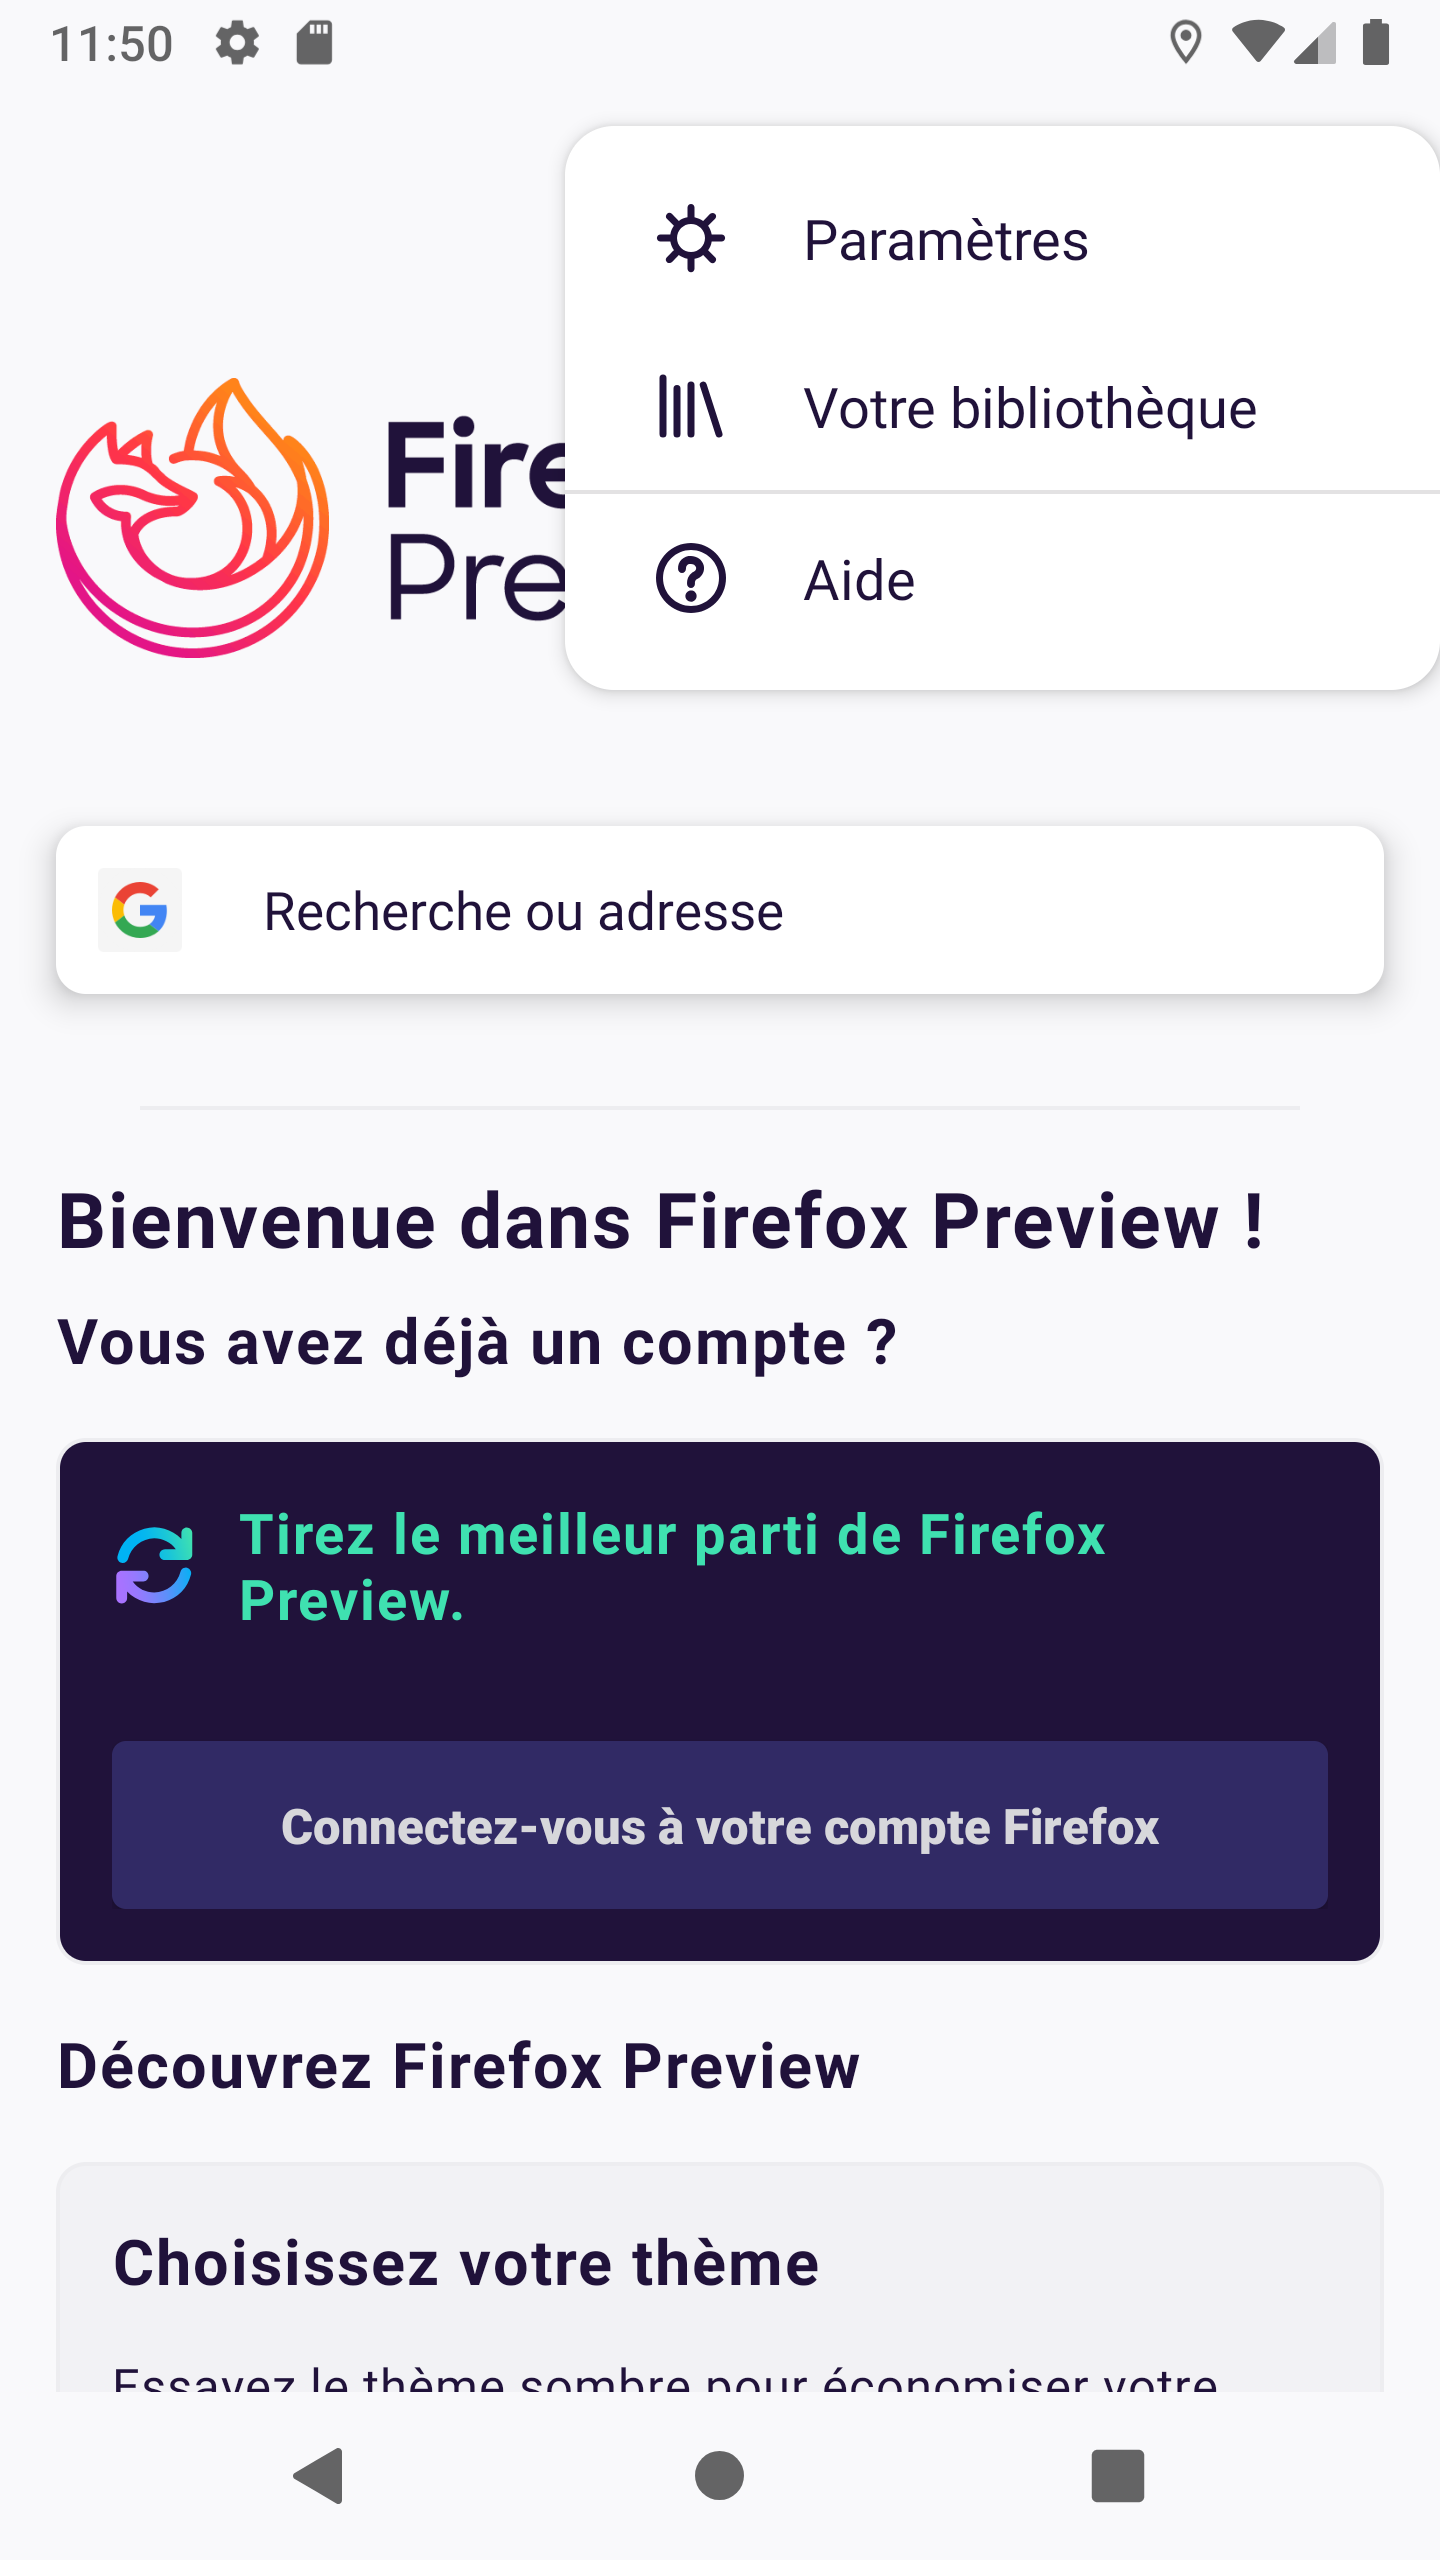 11:50
Paramètres
Votre bibliothèque
Aide
Fire
Pre
Recherche ou adresse
Bienvenue dans Firefox Preview !
Vous avez déjà un compte ?
Tirez le meilleur parti de Firefox
Preview.
Connectez-vous à votre compte Firefox
Découvrez Firefox Preview
Choisissez votre thème
Essayez le thème sombre pour économiser votre